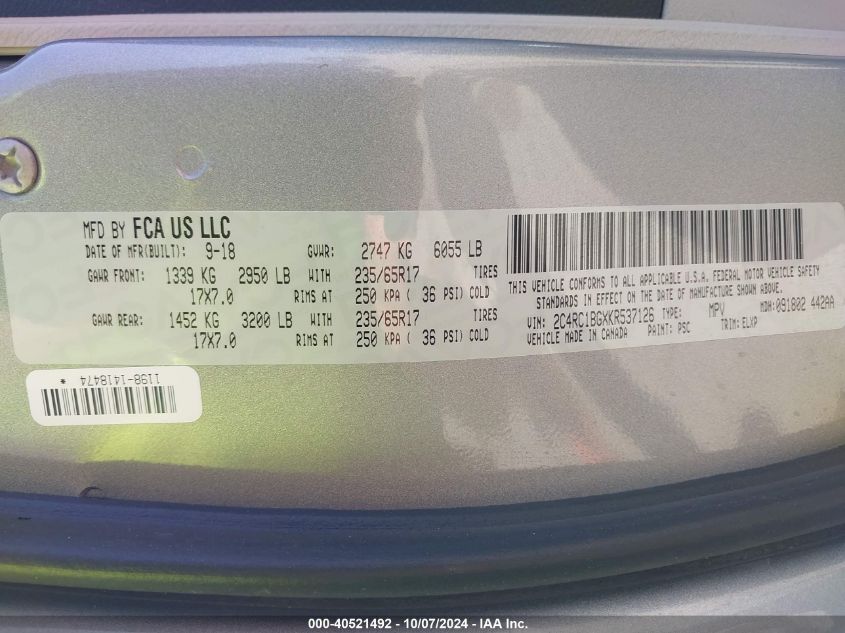 MFD BY FCA US LLC
DATE OF MFR(BUILT): 9-18 GVWR: 2747 KG 6055 LB
GAWR FRONT: 1339 KG 2950 LB WITH 235/65R17 TIRES
17X7.0 RIMS AT 250 KPA ( 36 PSI) COLD
GAWR REAR: 1452 KG 3200 LB WITH 235/65R17 TIRES
17X7.0 RIMS AT 250 KPA ( 36 PSI) COLD
THIS VEHICLE CONFORMS TO ALL APPLICABLE U.S.A. FEDERAL MOTOR VEHICLE SAFETY
STANDARDS IN EFFECT ON THE DATE OF MANUFACTURE SHOWN ABOVE.
VIN: 2C4RC1BGXKR537126 TYPE: MPV MDH: 091802 442AA
VEHICLE MADE IN CANADA PAINT: PSC TRIM: ELXP
1198-1418474 *
000-40521492 - 10/07/2024 - IAA Inc.